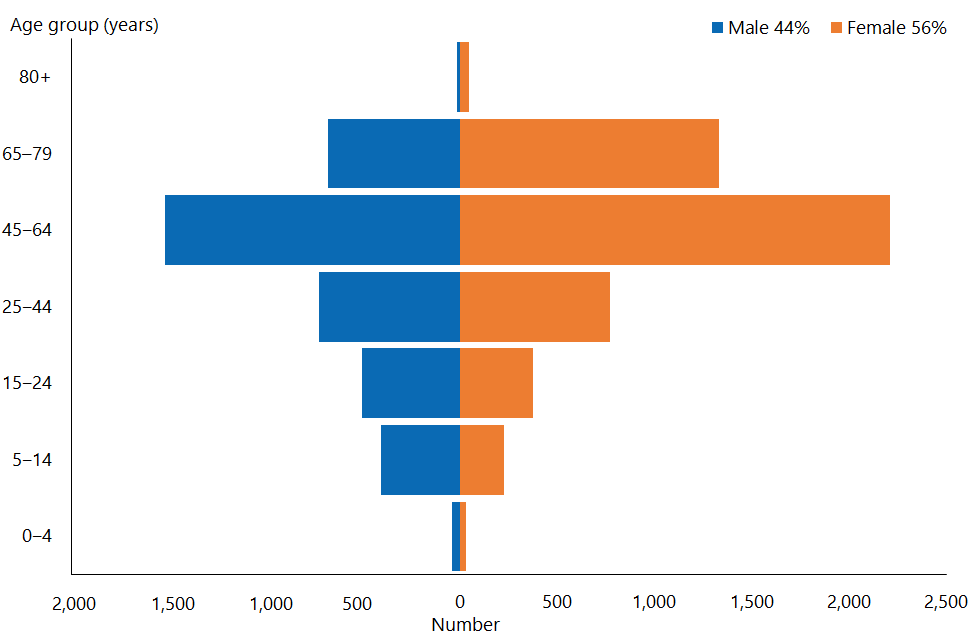 Age group (years)
Male 44% Female 56%
80+
65–79
45–64
25–44
15–24
5–14
0–4
2,000 1,500 1,000 500 0 500 1,000 1,500 2,000 2,500
Number